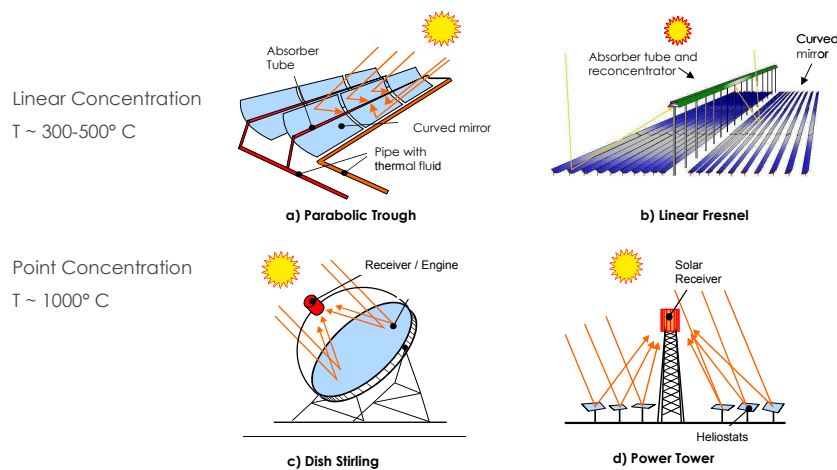 Linear Concentration
T ~ 300-500° C
Absorber
Tube
Curved mirror
Pipe with
thermal fluid
a) Parabolic Trough
Absorber tube and
reconcentrator
Curved
mirror
b) Linear Fresnel
Point Concentration
T ~ 1000° C
Receiver / Engine
c) Dish Stirling
Solar
Receiver
Heliostats
d) Power Tower